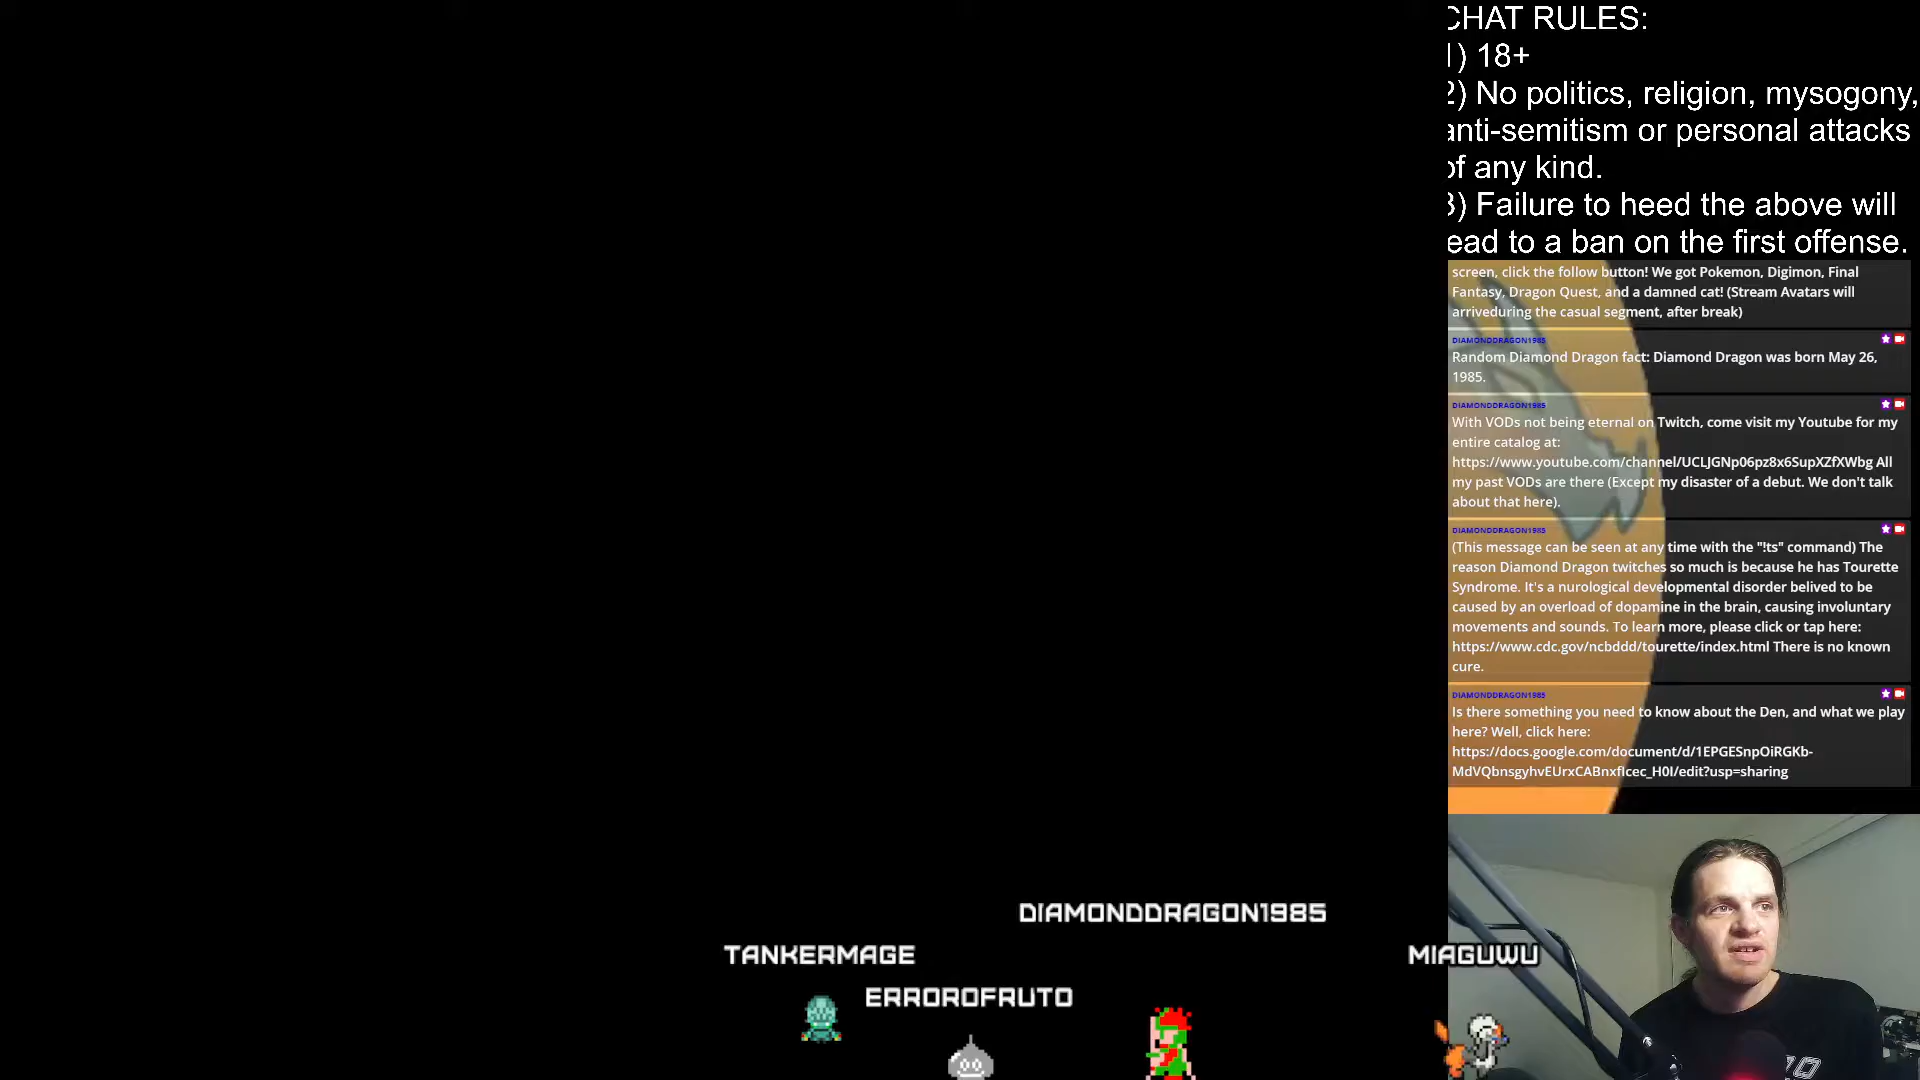 CHAT RULES:
1) 18+
2) No politics, religion, mysogony,
anti-semitism or personal attacks
of any kind.
3) Failure to heed the above will
ead to a ban on the first offense.
screen, click the follow button! We got Pokemon, Digimon, Final
Fantasy, Dragon Quest, and a damned cat! (Stream Avatars will
arriveduring the casual segment, after break)
DIAMONDDRAGON1985
Random Diamond Dragon fact: Diamond Dragon was born May 26,
1985.
DIAMONDDRAGON1985
With VODs not being eternal on Twitch, come visit my Youtube for my
entire catalog at:
https://www.youtube.com/channel/UCLJGNp06pz8x6SupXZfXWbg All
my past VODs are there (Except my disaster of a debut. We don't talk
about that here).
DIAMONDDRAGON1985
(This message can be seen at any time with the "!ts" command) The
reason Diamond Dragon twitches so much is because he has Tourette
Syndrome. It's a nurological developmental disorder belived to be
caused by an overload of dopamine in the brain, causing involuntary
movements and sounds. To learn more, please click or tap here:
https://www.cdc.gov/ncbddd/tourette/index.html There is no known
cure.
DIAMONDDRAGON1985
Is there something you need to know about the Den, and what we play
here? Well, click here:
https://docs.google.com/document/d/1EPGESnpOiRGKb-
MdVQbnsgyhvEUrxCABnxfIcec_H0I/edit?usp=sharing
DIAMONDDRAGON1985
TANKERMAGE
MIAGUWU
ERROROFRUTO